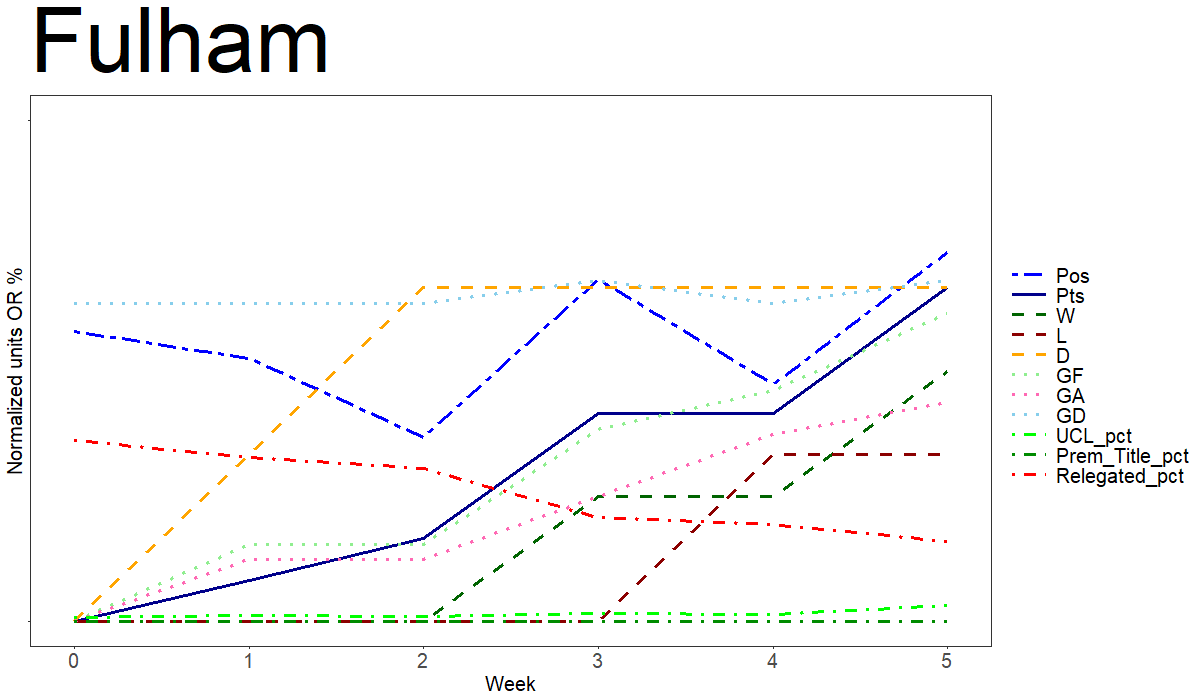 Fulham
Normalized units OR %
0 1 2 3 4 5
Week
Pos
Pts
W
L
D
GF
GA
GD
UCL_pct
Prem_Title_pct
Relegated_pct